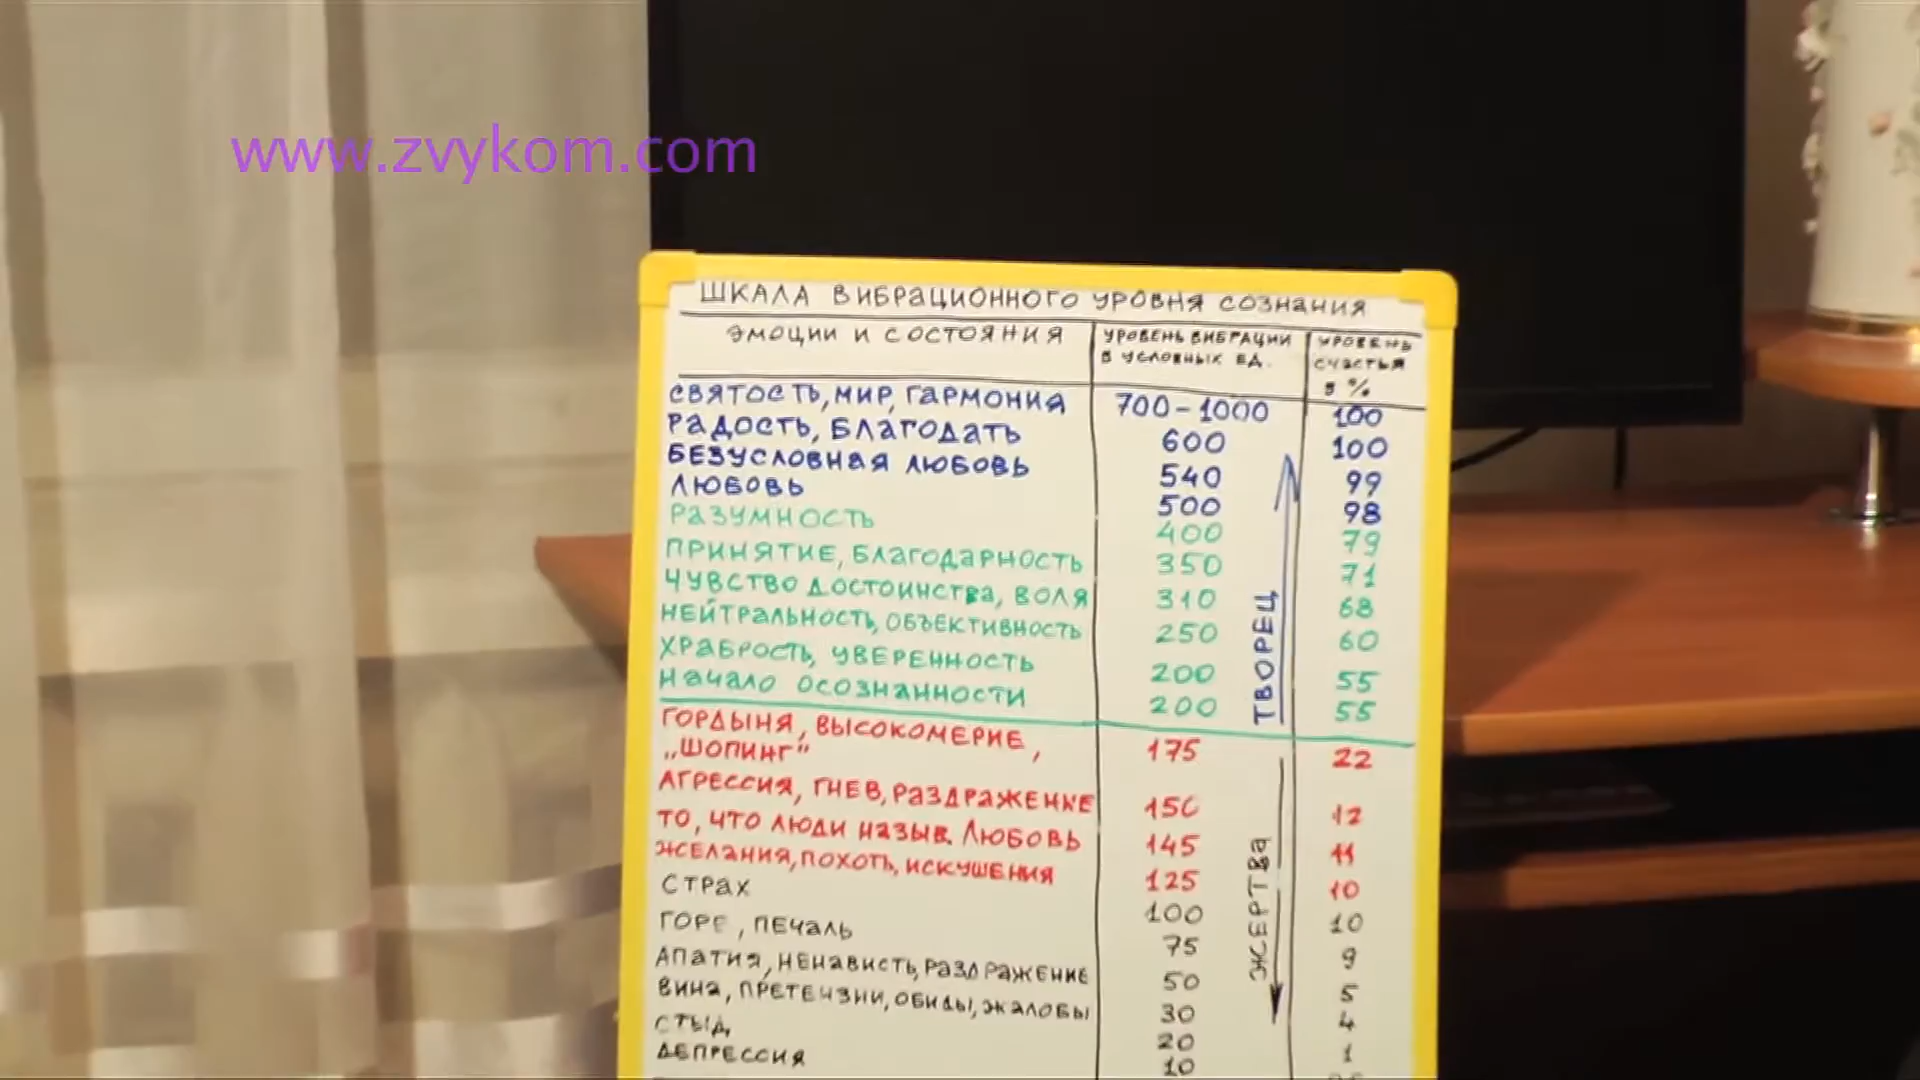 www.zvykom.com
ШКАЛА ВИБРАЦИОННОГО УРОВНЯ СОЗНАНИЯ
ЭМОЦИИ И СОСТОЯНИЯ УРОВЕНЬ ВИБРАЦИИ В УСЛОВНЫХ ЕД. УРОВЕНЬ СЧАСТЬЯ В %
СВЯТОСТЬ, МИР, ГАРМОНИЯ 700-1000 100
РАДОСТЬ, БЛАГОДАТЬ 600 100
БЕЗУСЛОВНАЯ ЛЮБОВЬ 540 99
ЛЮБОВЬ 500 98
РАЗУМНОСТЬ 400 79
ПРИНЯТИЕ, БЛАГОДАРНОСТЬ 350 71
ЧУВСТВО ДОСТОИНСТВА, ВОЛЯ 310 68
НЕЙТРАЛЬНОСТЬ, ОБЪЕКТИВНОСТЬ 250 60
ХРАБРОСТЬ, УВЕРЕННОСТЬ 200 55
НАЧАЛО ОСОЗНАННОСТИ 200 55
ТВОРЕЦ
ГОРДЫНЯ, ВЫСОКОМЕРИЕ,
„ШОПИНГ“ 175 22
АГРЕССИЯ, ГНЕВ, РАЗДРАЖЕНИЕ 150 12
ТО, ЧТО ЛЮДИ НАЗЫВ. ЛЮБОВЬ 145 11
ЖЕЛАНИЯ, ПОХОТЬ, ИСКУШЕНИЯ 125 10
СТРАХ 100 10
ГОРЕ, ПЕЧАЛЬ 75 9
АПАТИЯ, НЕНАВИСТЬ, РАЗДРАЖЕНИЕ 50 5
ВИНА, ПРЕТЕНЗИИ, ОБИДЫ, ЖАЛОБЫ 30 4
СТЫД 20 1
ДЕПРЕССИЯ 10
ЖЕРТВА